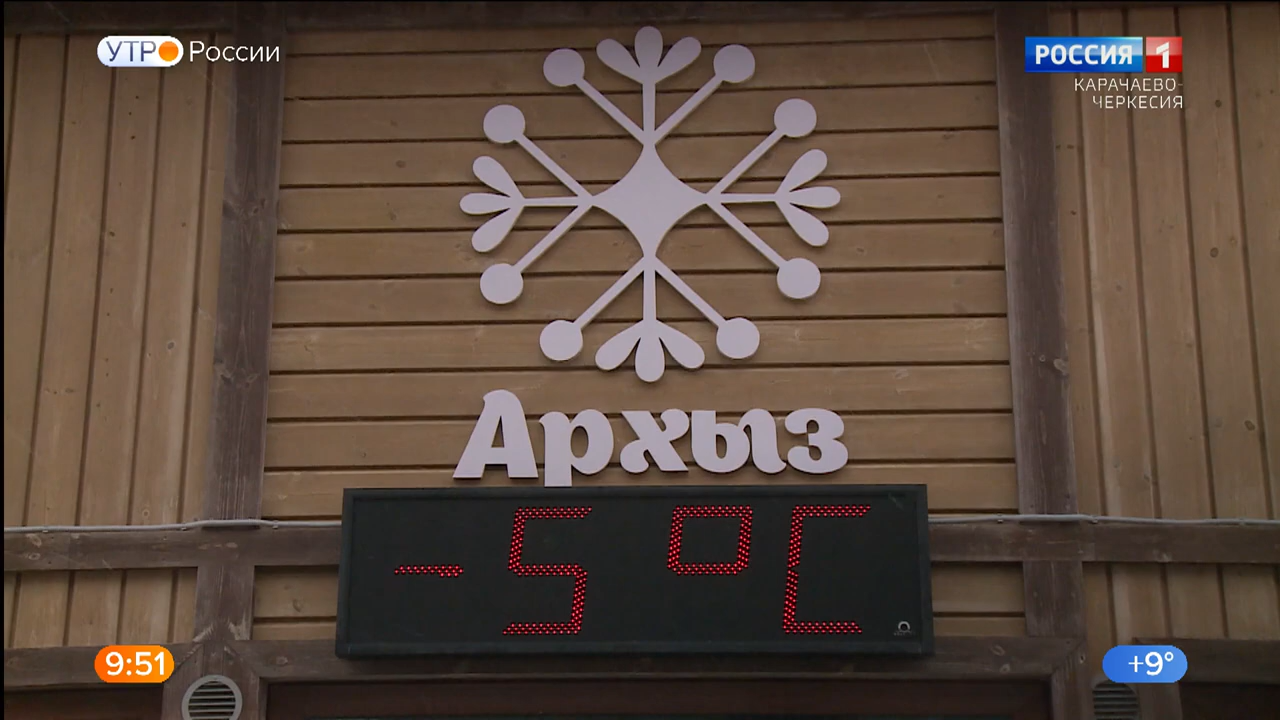 УТРО России
РОССИЯ 1
КАРАЧАЕВО-
ЧЕРКЕСИЯ
Архыз
-5°C
9:51
+9°